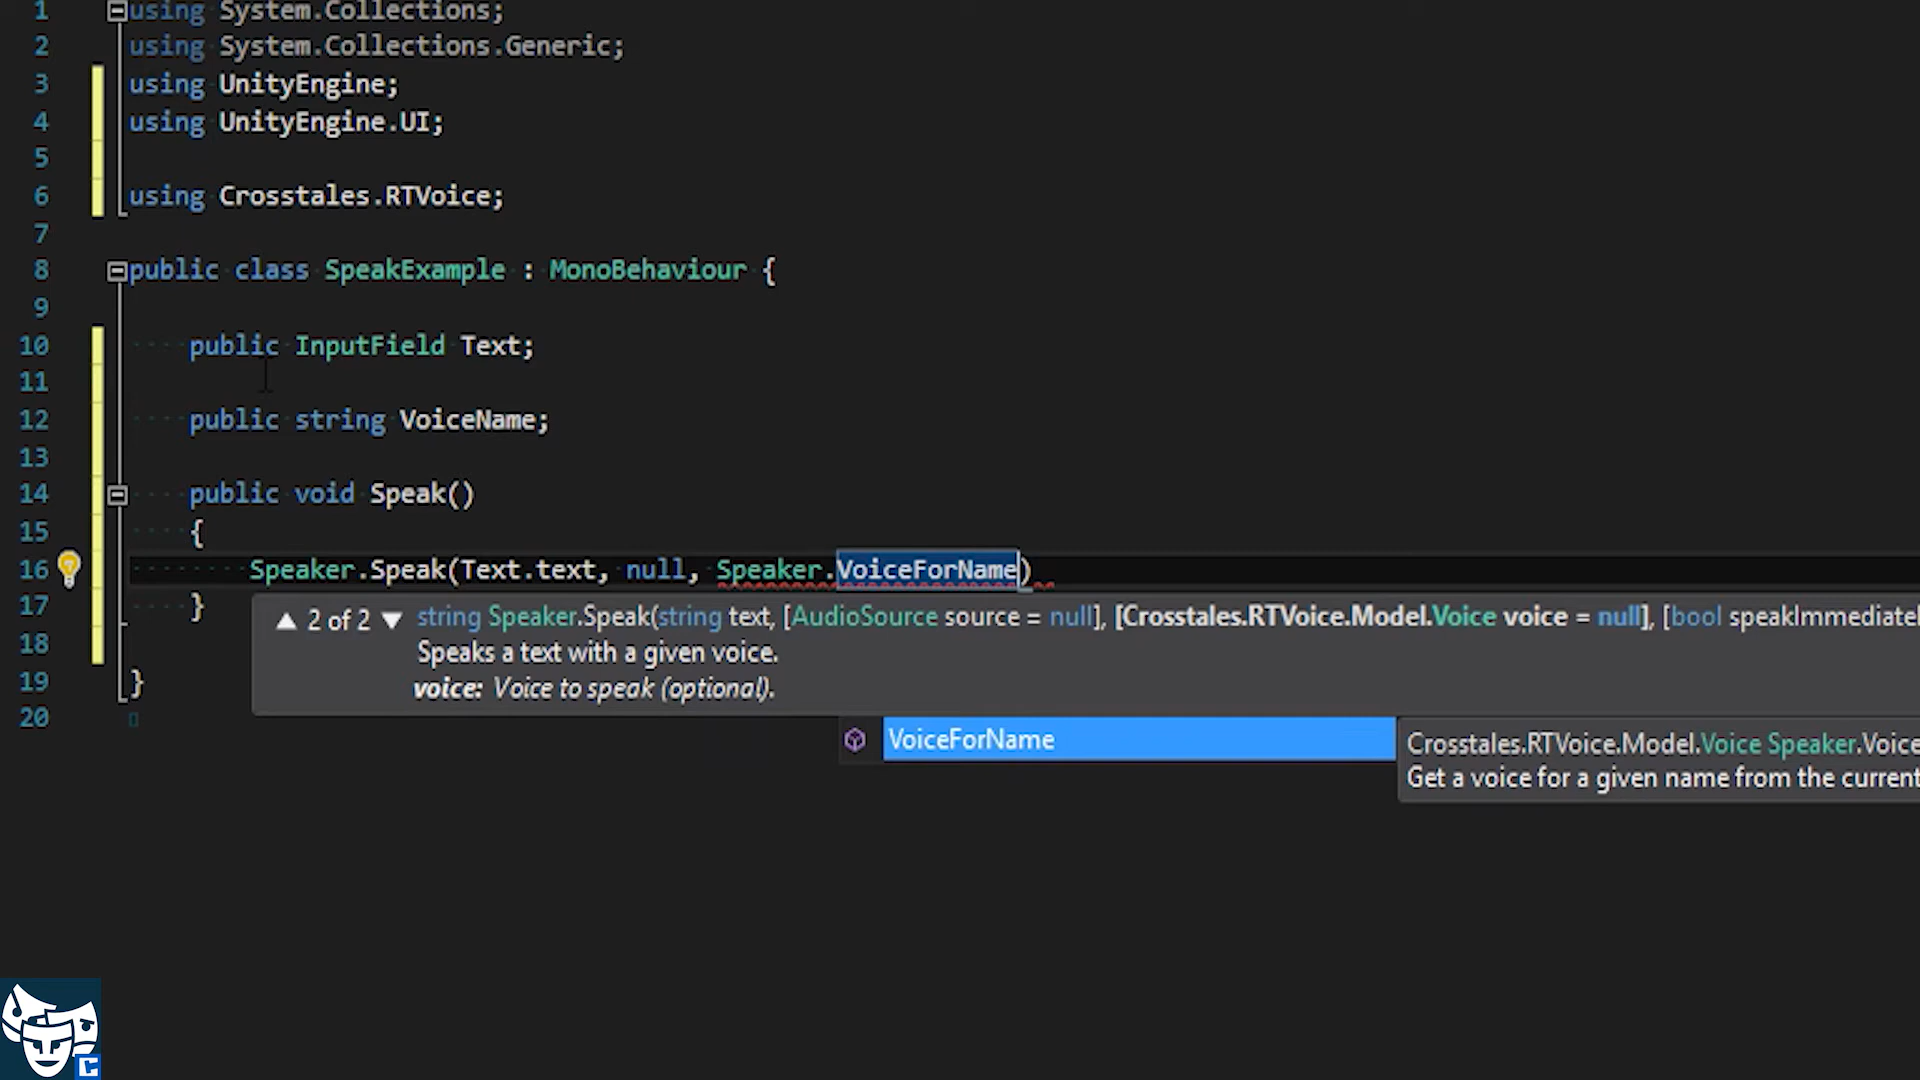 1 using System.Collections;
2 using System.Collections.Generic;
3 using UnityEngine;
4 using UnityEngine.UI;
5
6 using Crosstales.RTVoice;
7
8 public class SpeakExample : MonoBehaviour {
9
10 public InputField Text;
11
12 public string VoiceName;
13
14 public void Speak()
15 {
16 Speaker.Speak(Text.text, null, Speaker.VoiceForName)
17 }
2 of 2 string Speaker.Speak(string text, [AudioSource source = null], [Crosstales.RTVoice.Model.Voice voice = null], [bool speakImmediatel
Speaks a text with a given voice.
18
voice: Voice to speak (optional).
19 }
20
VoiceForName
Crosstales.RTVoice.Model.Voice Speaker.Voice
Get a voice for a given name from the current
C